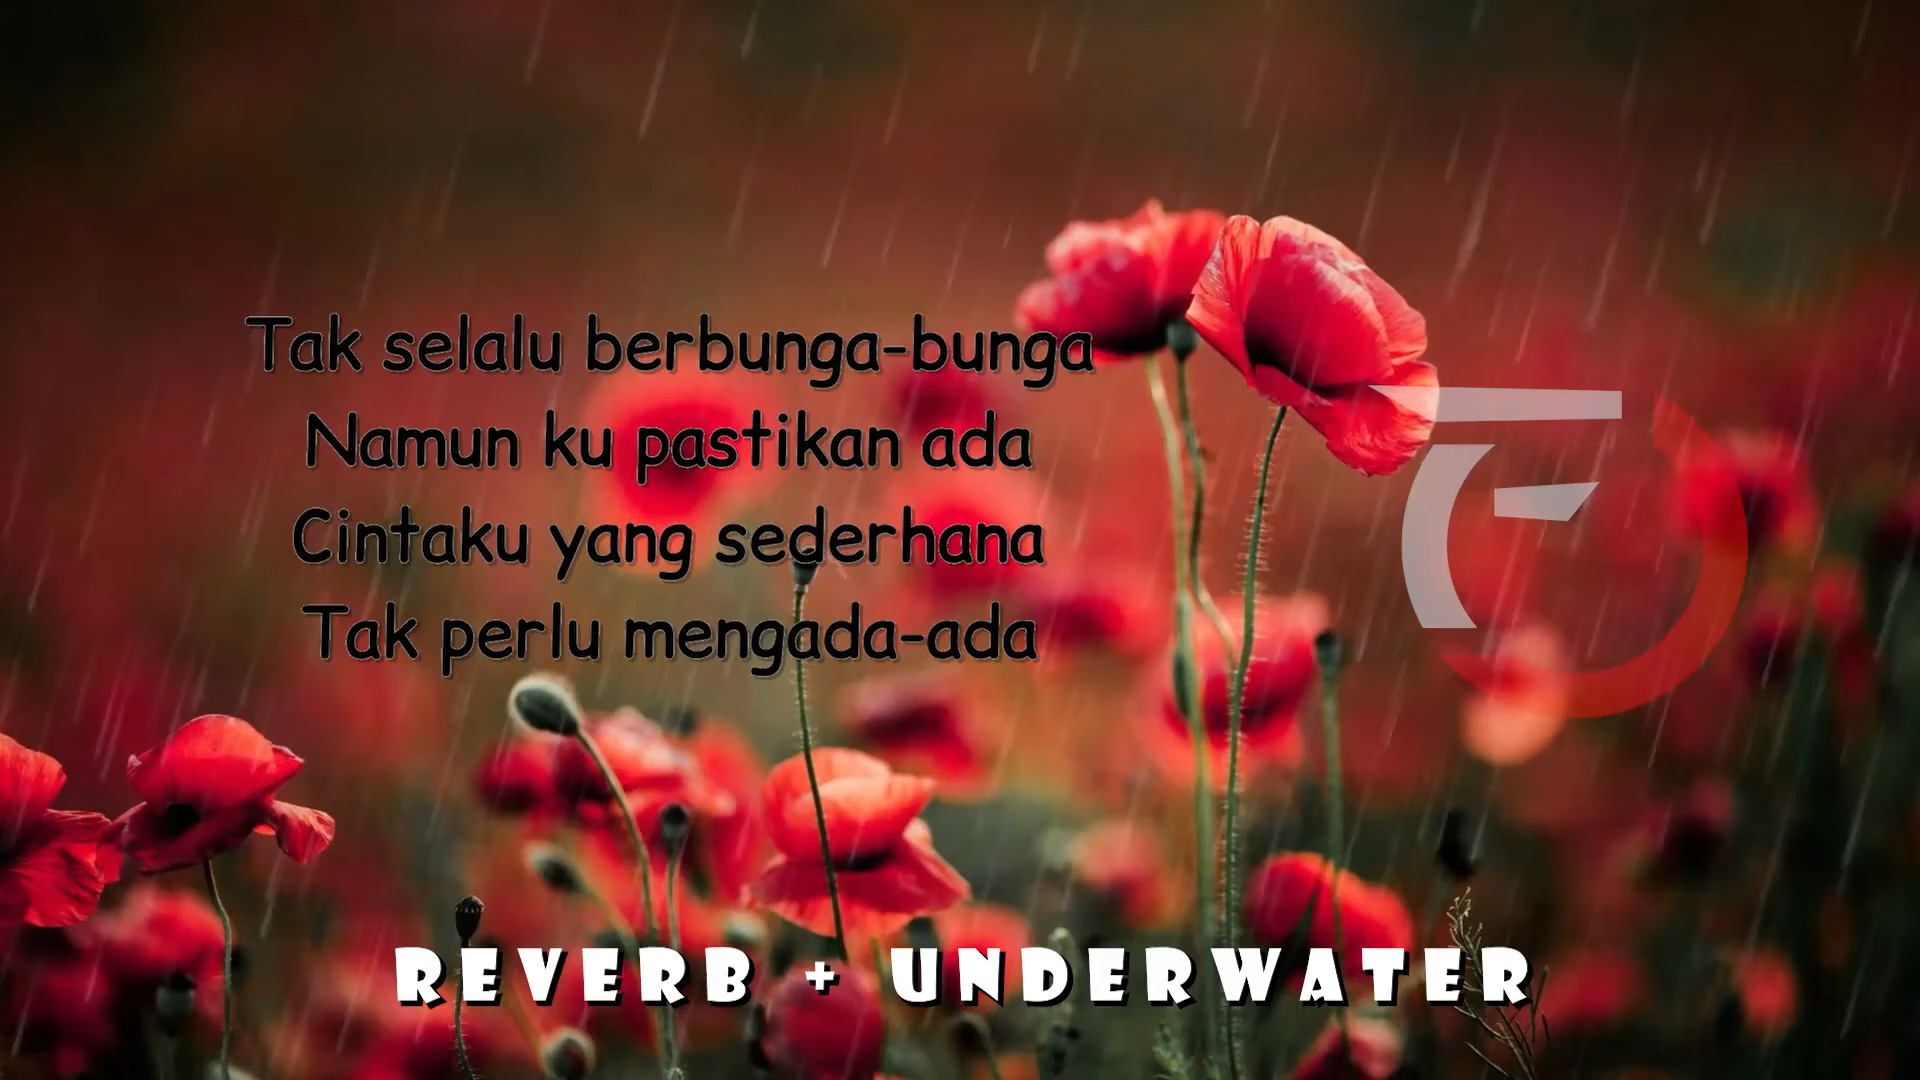 Tak selalu berbunga-bunga
Namun ku pastikan ada
Cintaku yang sederhana
Tak perlu mengada-ada
REVERB + UNDERWATER